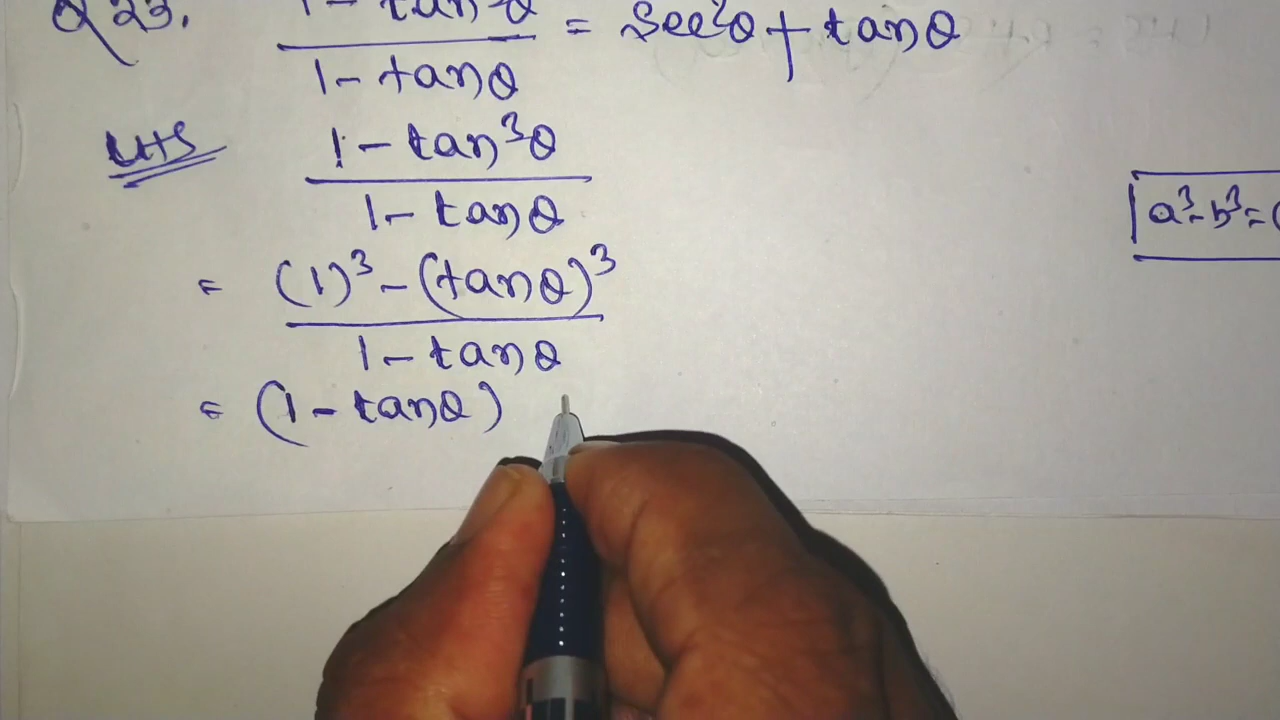 Q 23. 1 - tan³θ / 1 - tanθ = Sec²θ + tanθ
LHS 1 - tan³θ / 1 - tanθ
= (1)³ - (tanθ)³ / 1 - tanθ
= (1 - tanθ)
a³-b³=(